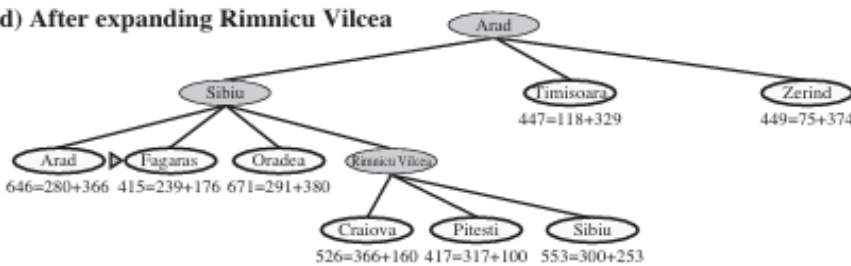 d) After expanding Rimnicu Vilcea
Arad
Sibiu Timisoara Zerind
447=118+329 449=75+374
Arad Fagaras Oradea Rimnicu Vilcea
646=280+366 415=239+176 671=291+380
Craiova Pitesti Sibiu
526=366+160 417=317+100 553=300+253